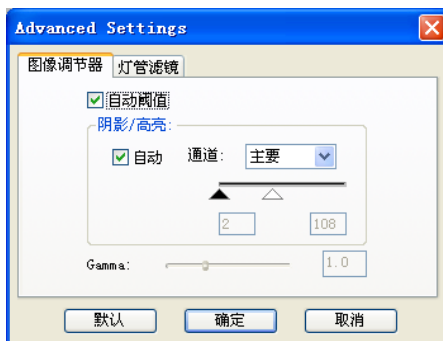 Advanced Settings
图像调节器 灯管滤镜
自动阈值
阴影/高亮:
自动 通道: 主要
2 108
Gamma: 1.0
默认 确定 取消